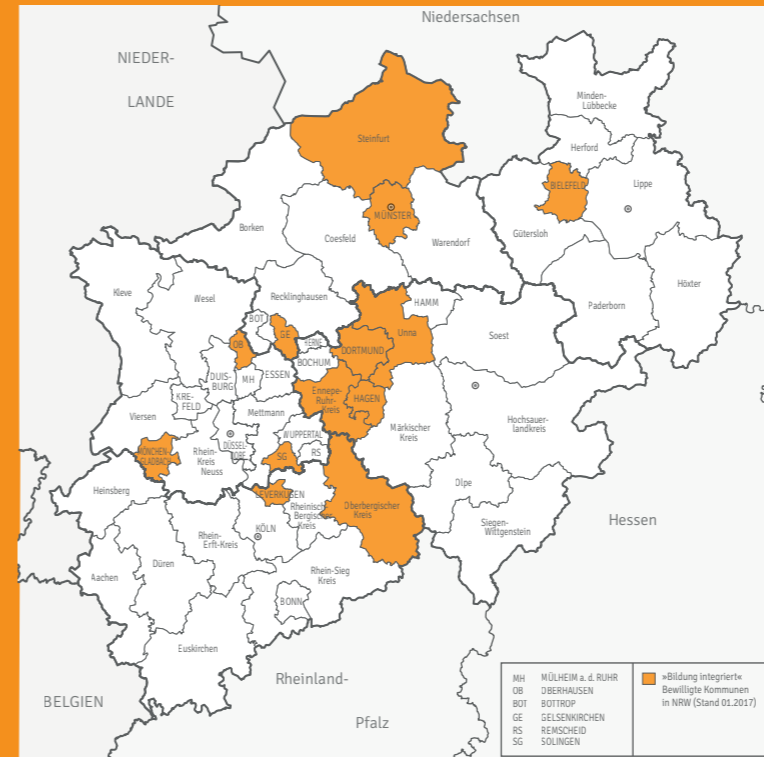 Niedersachsen
NIEDER-
LANDE
Minden-
Lübbecke
Steinfurt
Herford
BIELEFELD
Lippe
MÜNSTER
Borken
Coesfeld
Warendorf
Gütersloh
Höxter
Paderborn
Kleve
Wesel
Recklinghausen
HAMM
BOT
GE
Unna
Soest
OB
HERNE
DORTMUND
BOCHUM
ESSEN
DUIS-
BURG
MH
Ennepe-
Ruhr-
Kreis
HAGEN
KRE-
FELD
Viersen
Mettmann
Märkischer
Kreis
Hochsauer-
landkreis
WUPPERTAL
DÜSSEL-
DORF
MÖNCHEN-
GLADBACH
Rhein-
Kreis
Neuss
SG
RS
Olpe
Heinsberg
LEVERKUSEN
Rheinisch-
Bergischer
Kreis
Oberbergischer
Kreis
Siegen-
Wittgenstein
Hessen
Rhein-
Erft-Kreis
KÖLN
Aachen
Düren
Rhein-Sieg
Kreis
BONN
Euskirchen
Rheinland-
Pfalz
BELGIEN
MH MÜLHEIM a. d. RUHR
OB OBERHAUSEN
BOT BOTTROP
GE GELSENKIRCHEN
RS REMSCHEID
SG SOLINGEN
»Bildung integriert«
Bewilligte Kommunen
in NRW (Stand 01.2017)